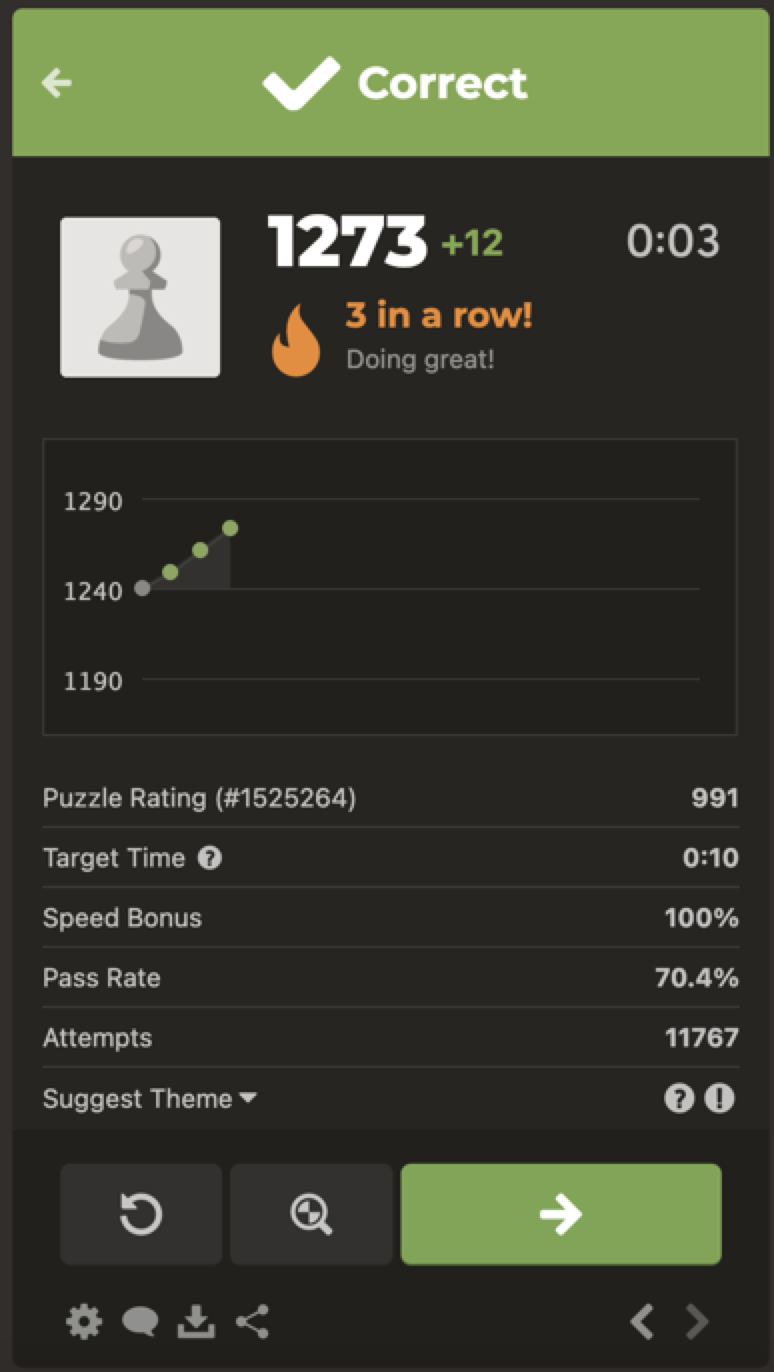 Correct
1273 +12 0:03
3 in a row!
Doing great!
1290
1240
1190
Puzzle Rating (#1525264) 991
Target Time ? 0:10
Speed Bonus 100%
Pass Rate 70.4%
Attempts 11767
Suggest Theme ? !